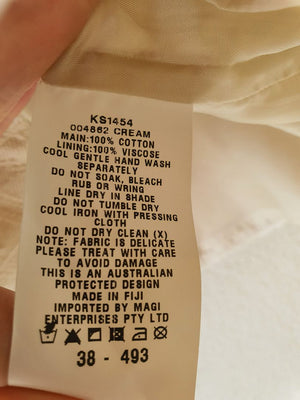 KS1454
004862 CREAM
MAIN:100% COTTON
LINING:100% VISCOSE
COOL GENTLE HAND WASH
SEPARATELY
DO NOT SOAK, BLEACH
RUB OR WRING
LINE DRY IN SHADE
DO NOT TUMBLE DRY
COOL IRON WITH PRESSING
CLOTH
DO NOT DRY CLEAN (X)
NOTE: FABRIC IS DELICATE
PLEASE TREAT WITH CARE
TO AVOID DAMAGE
THIS IS AN AUSTRALIAN
PROTECTED DESIGN
MADE IN FIJI
IMPORTED BY MAGI
ENTERPRISES PTY LTD
38 - 493